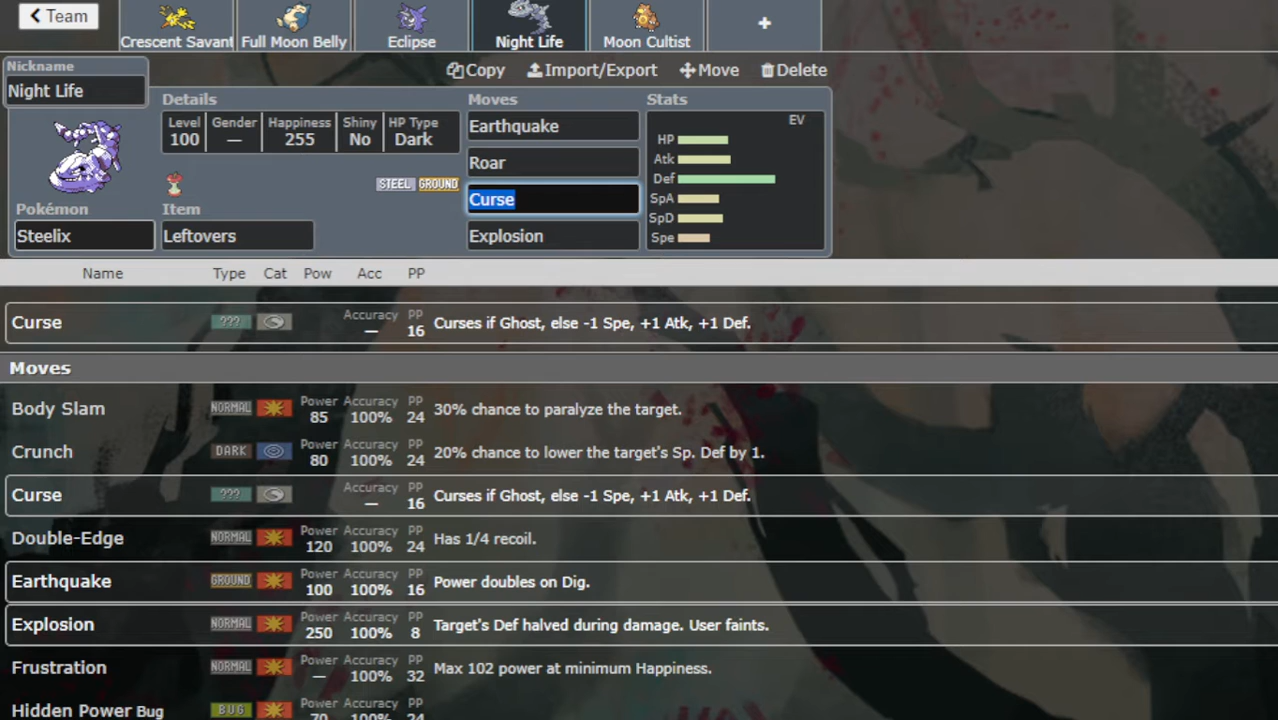 Team
Crescent Savant
Full Moon Belly
Eclipse
Night Life
Moon Cultist
+
Copy Import/Export Move Delete
Nickname
Night Life
Details
Level Gender Happiness Shiny HP Type
100 — 255 No Dark
STEEL GROUND
Pokémon
Steelix
Item
Leftovers
Moves
Earthquake
Roar
Curse
Explosion
Stats
EV
HP
Atk
Def
SpA
SpD
Spe
Name Type Cat Pow Acc PP
Curse ??? Accuracy — PP 16 Curses if Ghost, else -1 Spe, +1 Atk, +1 Def.
Moves
Body Slam NORMAL Power 85 Accuracy 100% PP 24 30% chance to paralyze the target.
Crunch DARK Power 80 Accuracy 100% PP 24 20% chance to lower the target's Sp. Def by 1.
Curse ??? Accuracy — PP 16 Curses if Ghost, else -1 Spe, +1 Atk, +1 Def.
Double-Edge NORMAL Power 120 Accuracy 100% PP 24 Has 1/4 recoil.
Earthquake GROUND Power 100 Accuracy 100% PP 16 Power doubles on Dig.
Explosion NORMAL Power 250 Accuracy 100% PP 8 Target's Def halved during damage. User faints.
Frustration NORMAL Power — Accuracy 100% PP 32 Max 102 power at minimum Happiness.
Hidden Power Bug BUG Power 70 Accuracy 100% PP 24